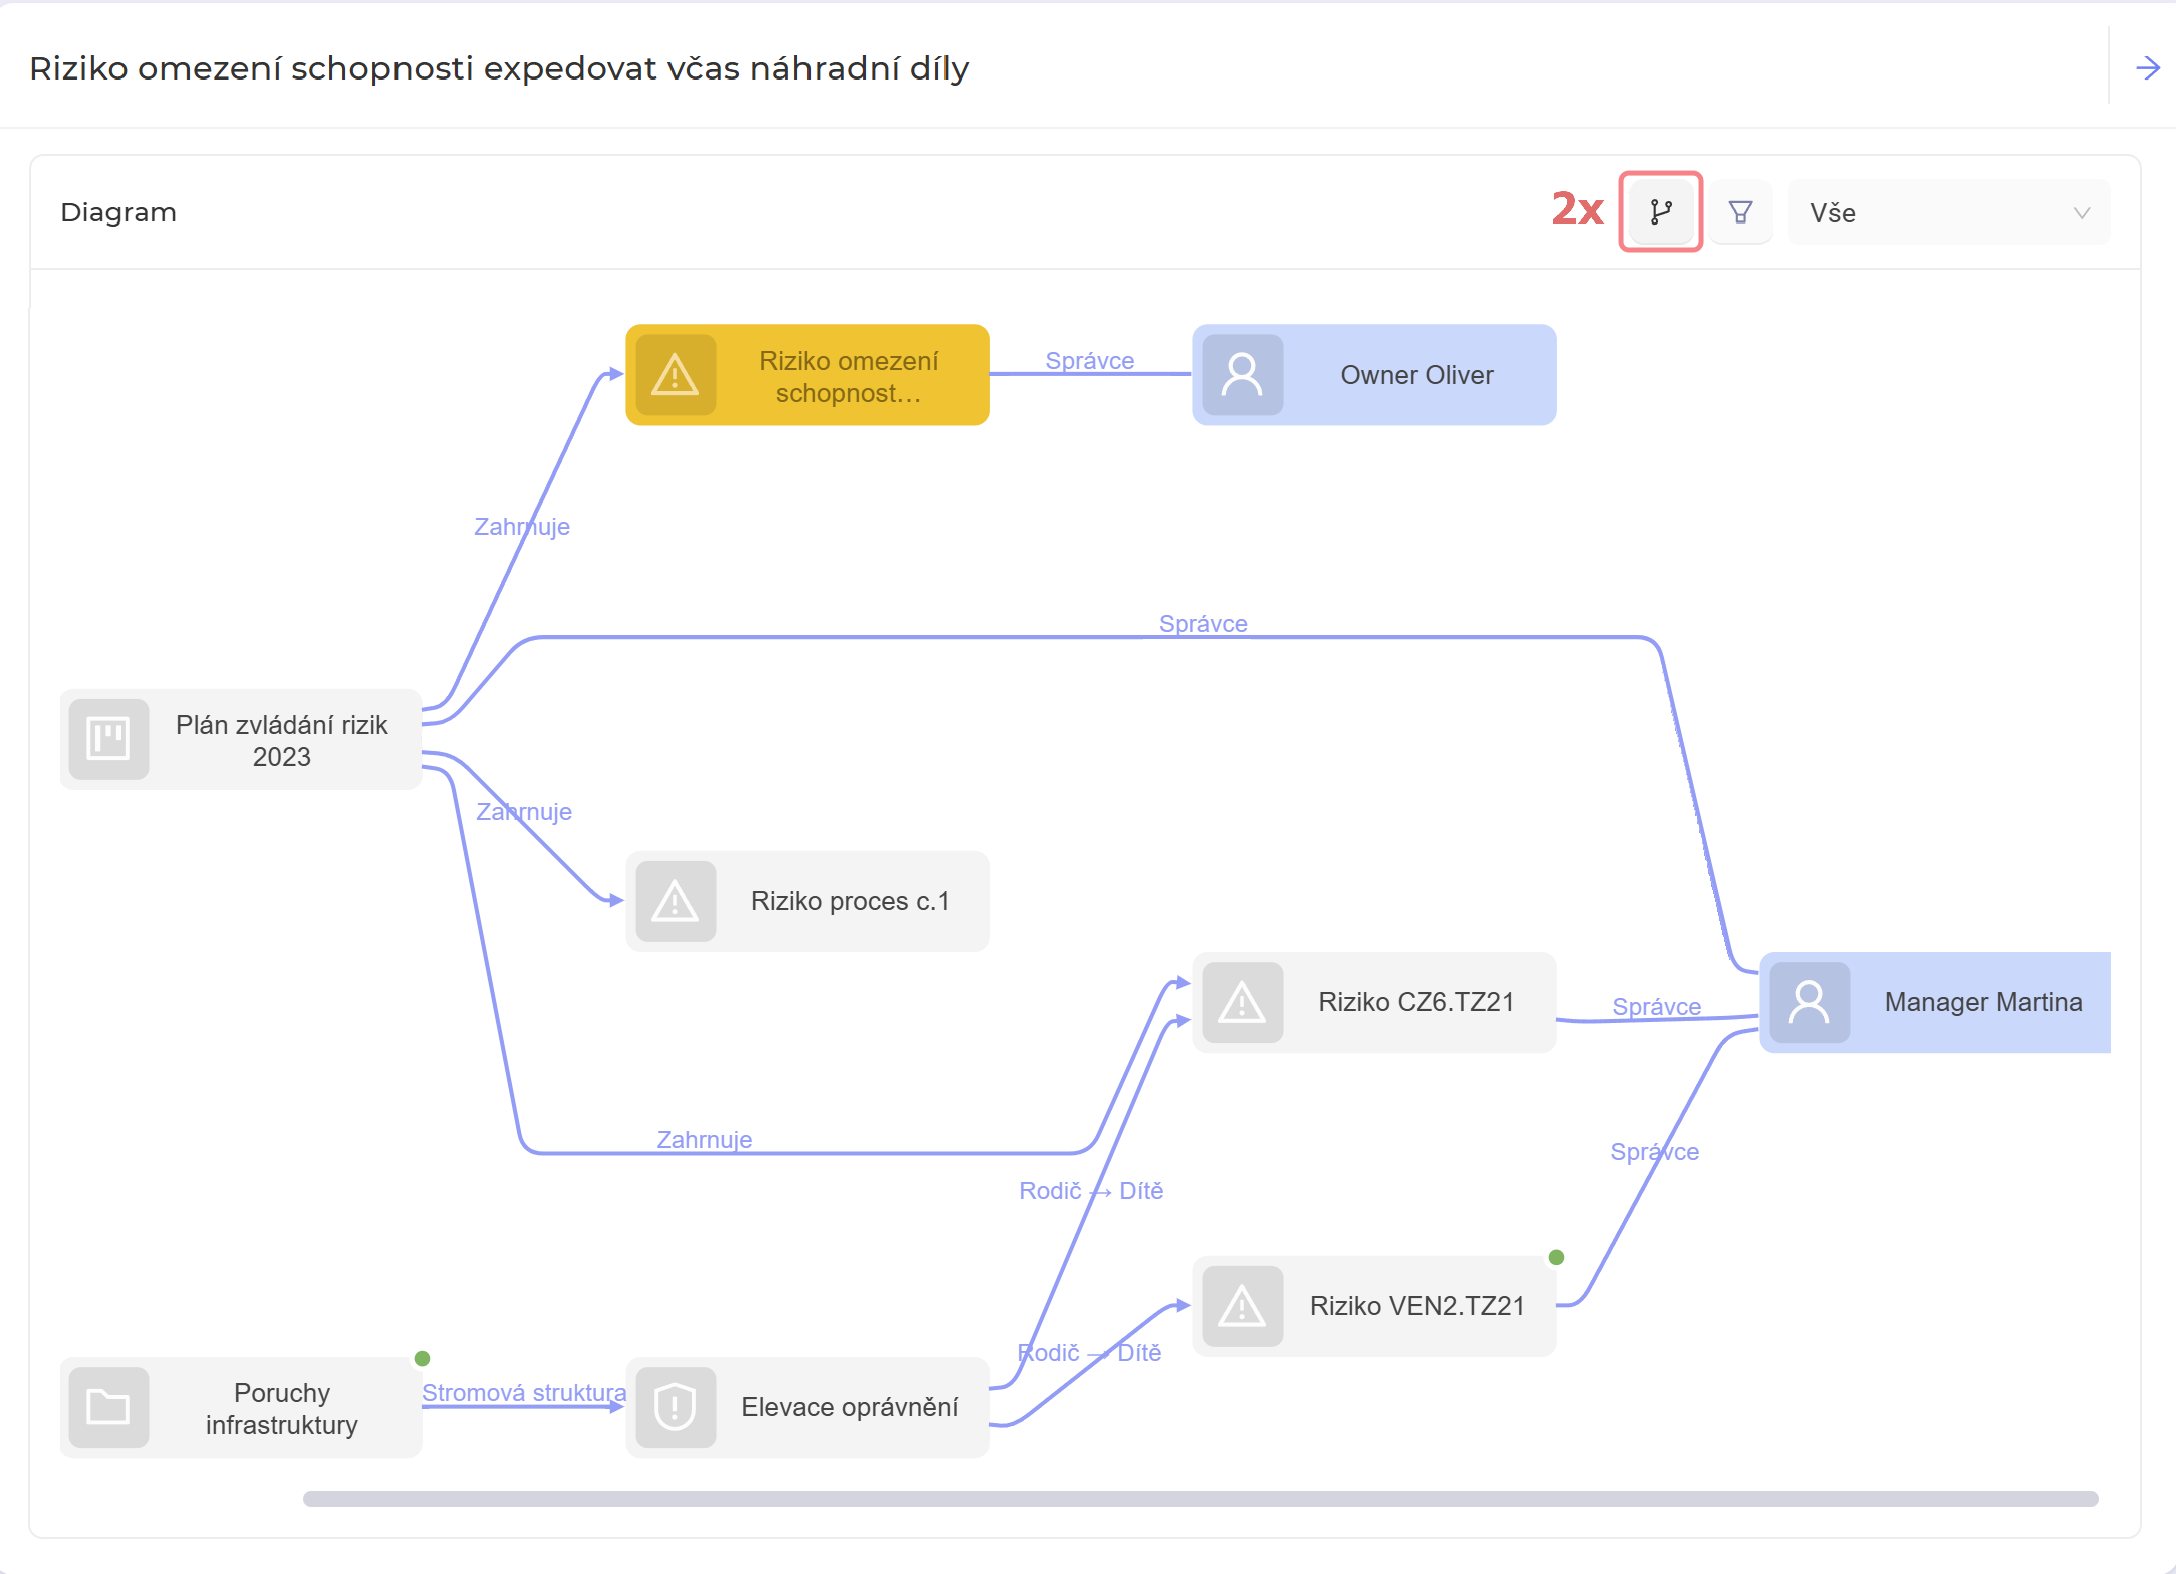 Riziko omezení schopnosti expedovat včas náhradní díly
Diagram
2x
Vše
Riziko omezení
schopnost...
Správce
Owner Oliver
Zahrnuje
Správce
Plán zvládání rizik
2023
Zahrnuje
Riziko proces c.1
Riziko CZ6.TZ21
Správce
Manager Martina
Zahrnuje
Správce
Rodič → Dítě
Riziko VEN2.TZ21
Rodič → Dítě
Poruchy
infrastruktury
Stromová struktura
Elevace oprávnění